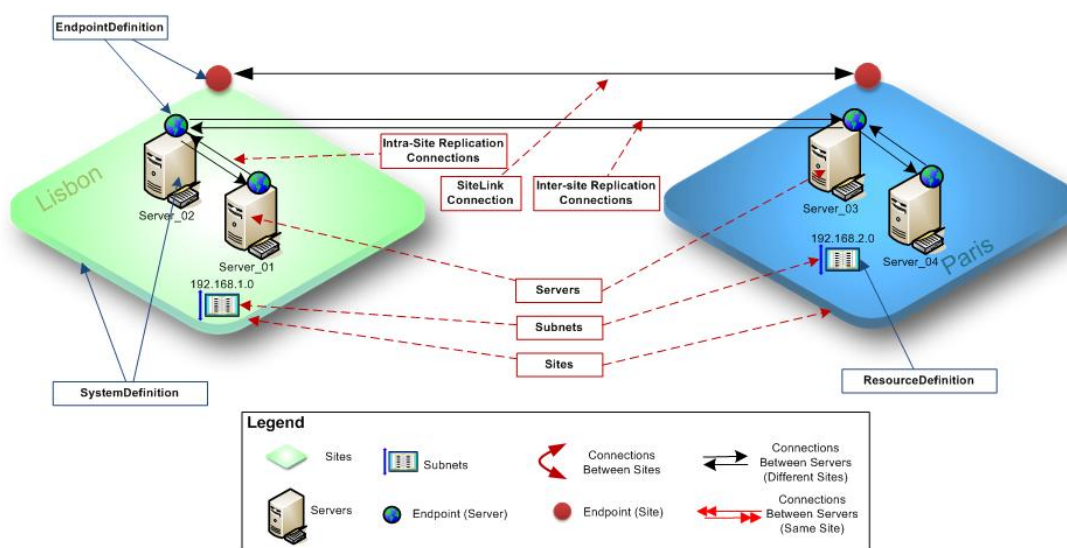 EndpointDefinition
Lisbon
Server_02
Server_01
192.168.1.0
Intra-Site Replication
Connections
SiteLink
Connection
Inter-site Replication
Connections
Server_03
192.168.2.0
Server_04
Paris
Servers
Subnets
Sites
SystemDefinition
ResourceDefinition
Legend
Sites
Subnets
Connections
Between Sites
Connections
Between Servers
(Different Sites)
Servers
Endpoint (Server)
Endpoint (Site)
Connections
Between Servers
(Same Site)